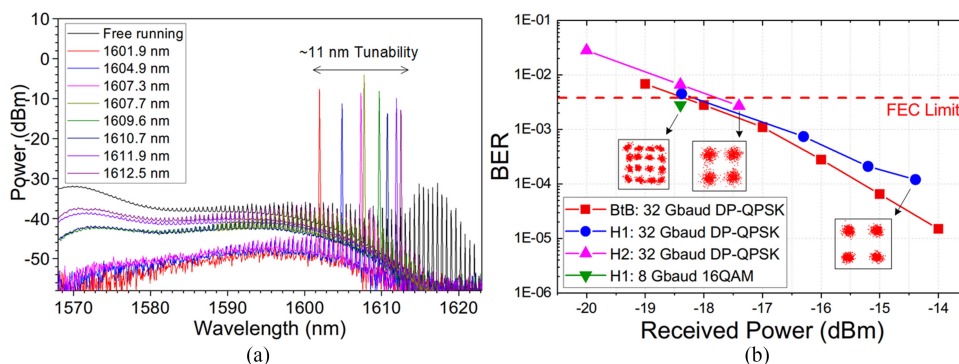 10
0
-10
-20
-30
-40
-50
Power (dBm)
Free running
1601.9 nm
1604.9 nm
1607.3 nm
1607.7 nm
1609.6 nm
1610.7 nm
1611.9 nm
1612.5 nm
~11 nm Tunability
1570 1580 1590 1600 1610 1620
Wavelength (nm)
(a)
1E-01
1E-02
1E-03
1E-04
1E-05
1E-06
BER
FEC Limit
BtB: 32 Gbaud DP-QPSK
H1: 32 Gbaud DP-QPSK
H2: 32 Gbaud DP-QPSK
H1: 8 Gbaud 16QAM
-20 -19 -18 -17 -16 -15 -14
Received Power (dBm)
(b)